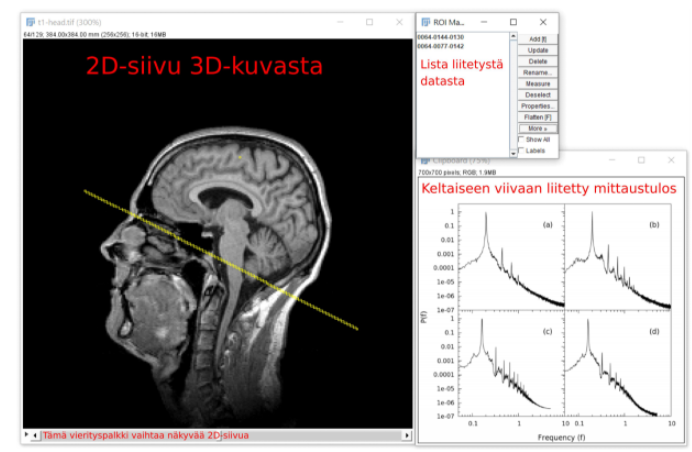 t1-head.tif (100%)
64/129; 384.00x384.00 mm (256x256); 16-bit; 16MB
2D-siivu 3D-kuvasta
Tämä vierityspalkki vaihtaa näkyvää 2D-siivua
ROI Ma...
0064-0144-0130
0064-0077-0142
Lista liitetystä
datasta
Add [t]
Update
Delete
Rename...
Measure
Deselect
Properties...
Flatten [F]
More »
Show All
Labels
Clipboard (75%)
700x700 pixels; RGB; 1.9MB
Keltaiseen viivaan liitetty mittaustulos
P(f)
1
0.1
0.01
0.001
0.0001
1e-05
1e-06
1e-07
(a)
(b)
1
0.1
0.01
0.001
0.0001
1e-05
1e-06
1e-07
(c)
(d)
0.1
1
10
0.1
1
10
Frequency (f)